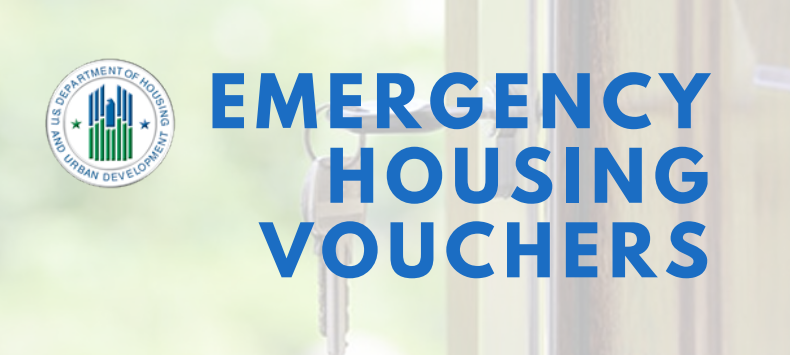 U.S. DEPARTMENT OF HOUSING
AND URBAN DEVELOPMENT
EMERGENCY
HOUSING
VOUCHERS